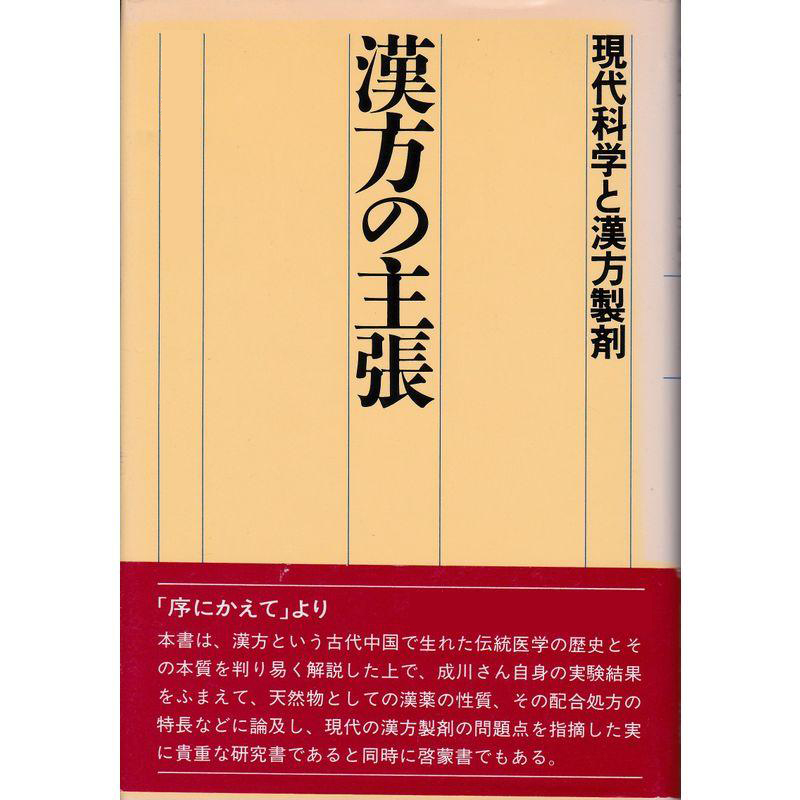 現代科学と漢方製剤
漢方の主張
「序にかえて」より
本書は、漢方という古代中国で生れた伝統医学の歴史とそ
の本質を判り易く解説した上で、成川さん自身の実験結果
をふまえて、天然物としての漢薬の性質、その配合処方の
特長などに論及し、現代の漢方製剤の問題点を指摘した実
に貴重な研究書であると同時に啓蒙書でもある。